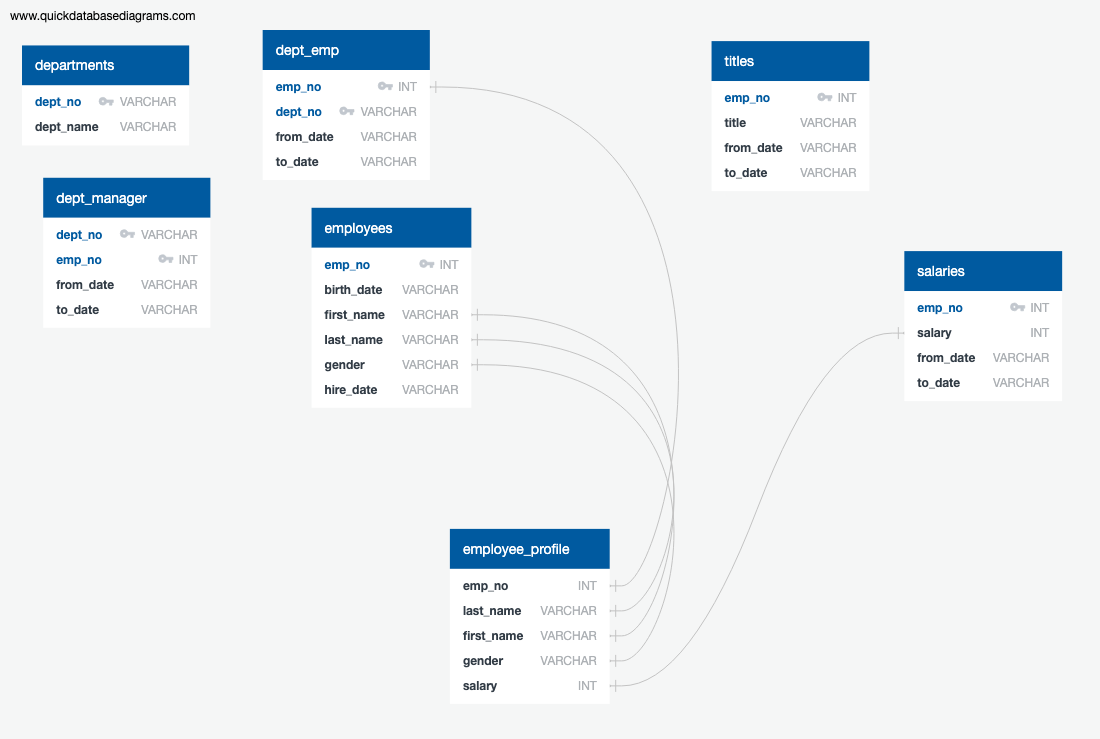 www.quickdatabasediagrams.com
departments
dept_no VARCHAR
dept_name VARCHAR
dept_emp
emp_no INT
dept_no VARCHAR
from_date VARCHAR
to_date VARCHAR
titles
emp_no INT
title VARCHAR
from_date VARCHAR
to_date VARCHAR
dept_manager
dept_no VARCHAR
emp_no INT
from_date VARCHAR
to_date VARCHAR
employees
emp_no INT
birth_date VARCHAR
first_name VARCHAR
last_name VARCHAR
gender VARCHAR
hire_date VARCHAR
salaries
emp_no INT
salary INT
from_date VARCHAR
to_date VARCHAR
employee_profile
emp_no INT
last_name VARCHAR
first_name VARCHAR
gender VARCHAR
salary INT